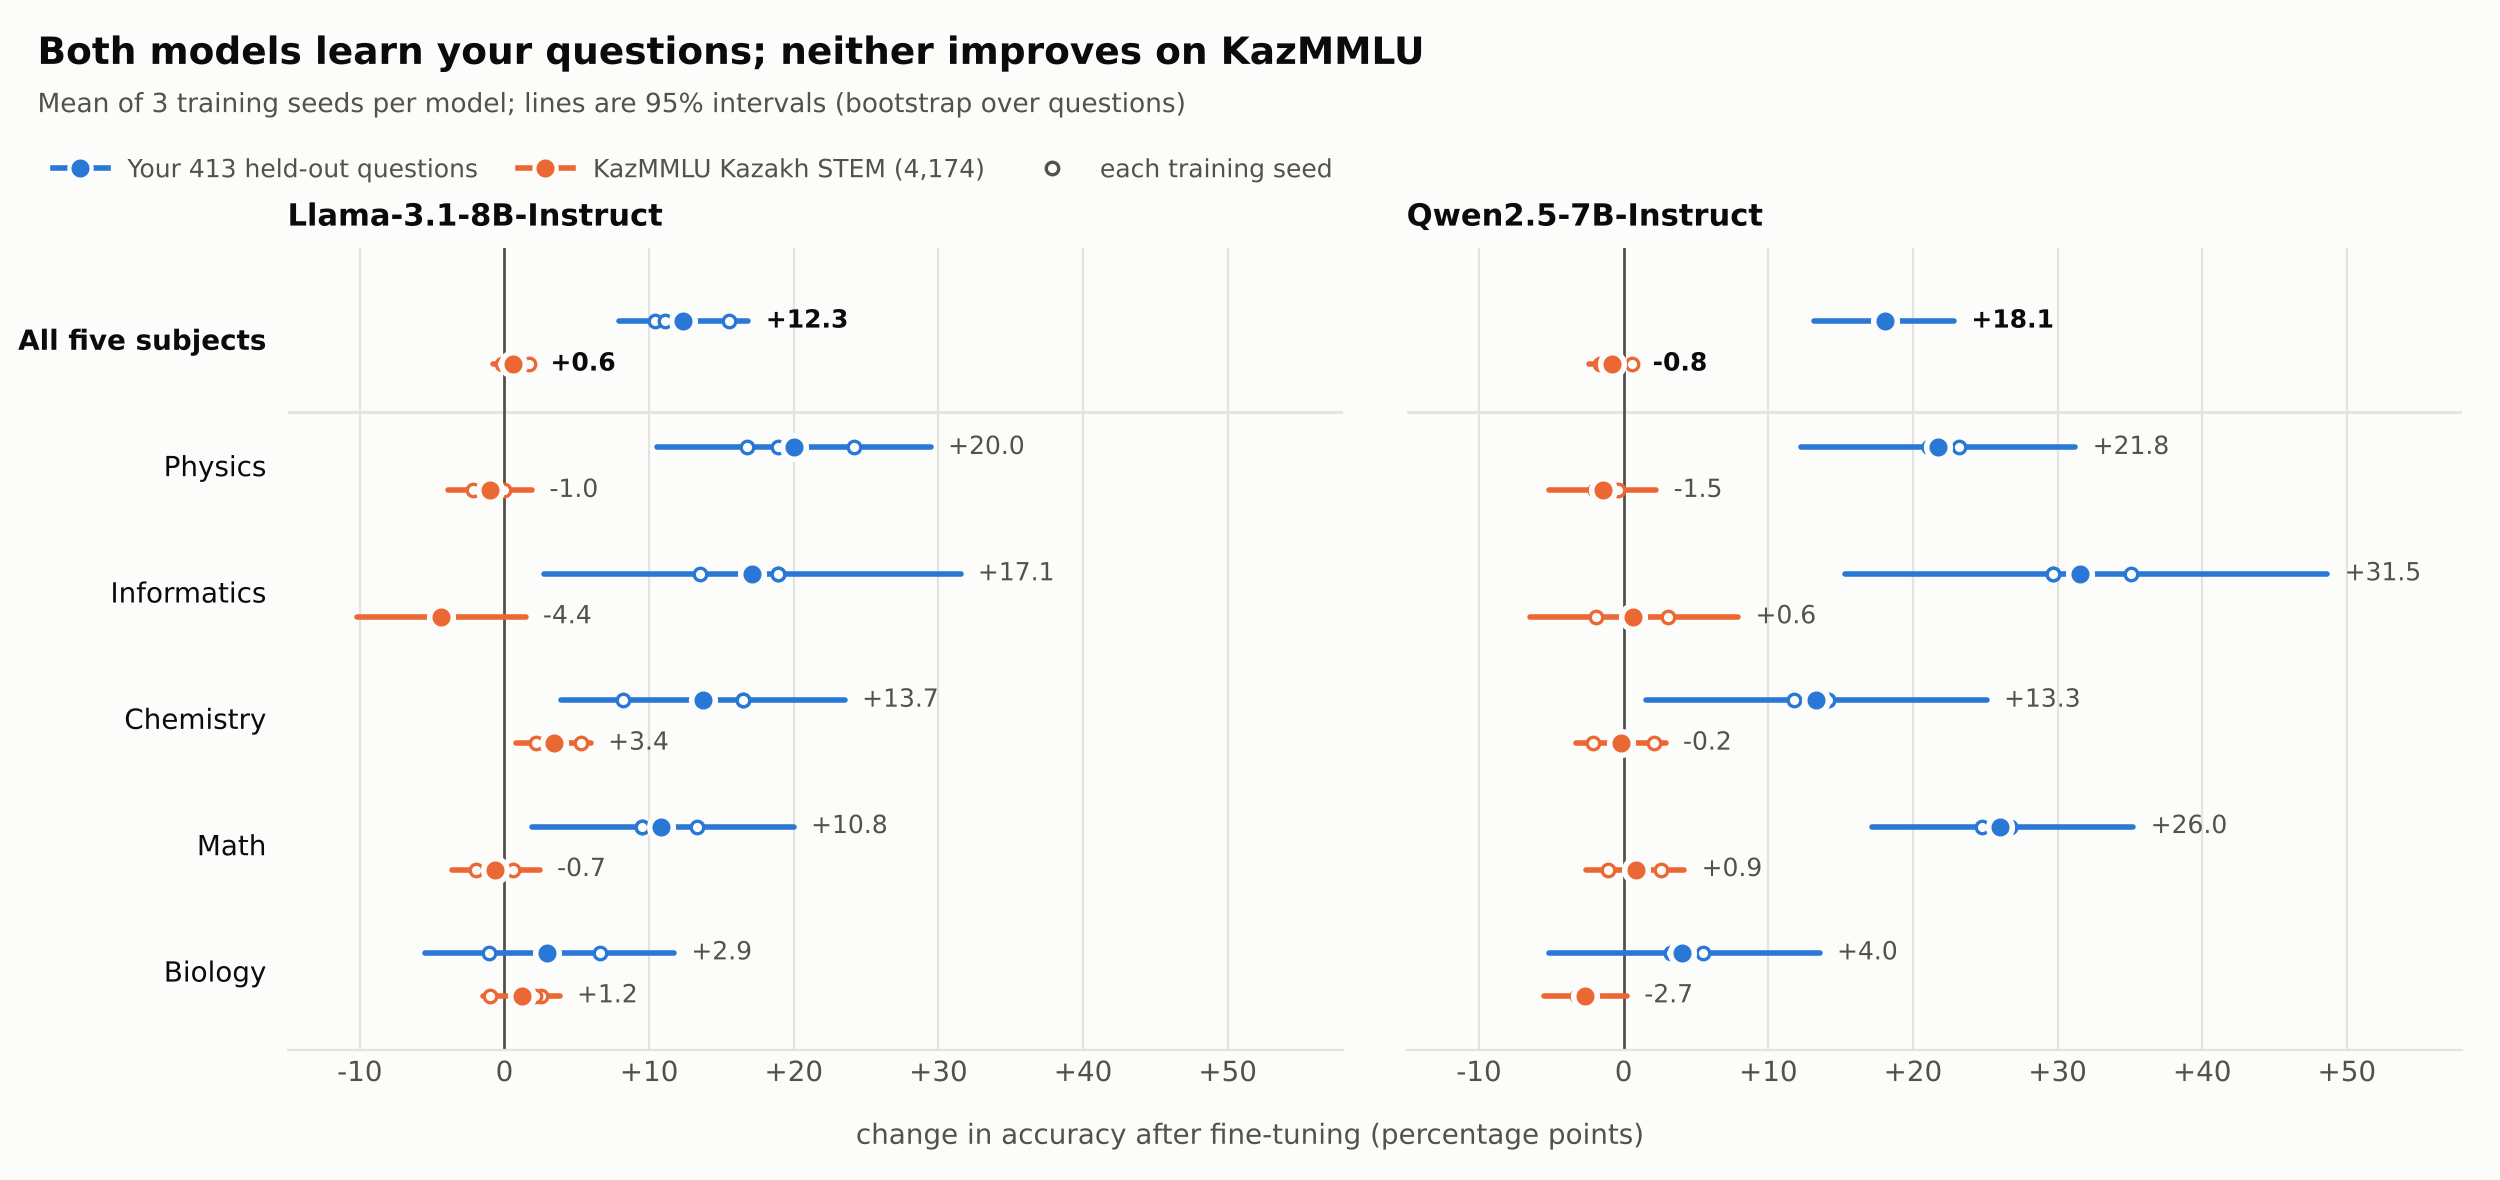 Both models learn your questions; neither improves on KazMMLU
Mean of 3 training seeds per model; lines are 95% intervals (bootstrap over questions)
Your 413 held-out questions KazMMLU Kazakh STEM (4,174) each training seed
Llama-3.1-8B-Instruct
Qwen2.5-7B-Instruct
All five subjects
+12.3
+0.6
+18.1
-0.8
Physics
+20.0
-1.0
+21.8
-1.5
Informatics
+17.1
-4.4
+31.5
+0.6
Chemistry
+13.7
+3.4
+13.3
-0.2
Math
+10.8
-0.7
+26.0
+0.9
Biology
+2.9
+1.2
+4.0
-2.7
-10 0 +10 +20 +30 +40 +50
-10 0 +10 +20 +30 +40 +50
change in accuracy after fine-tuning (percentage points)